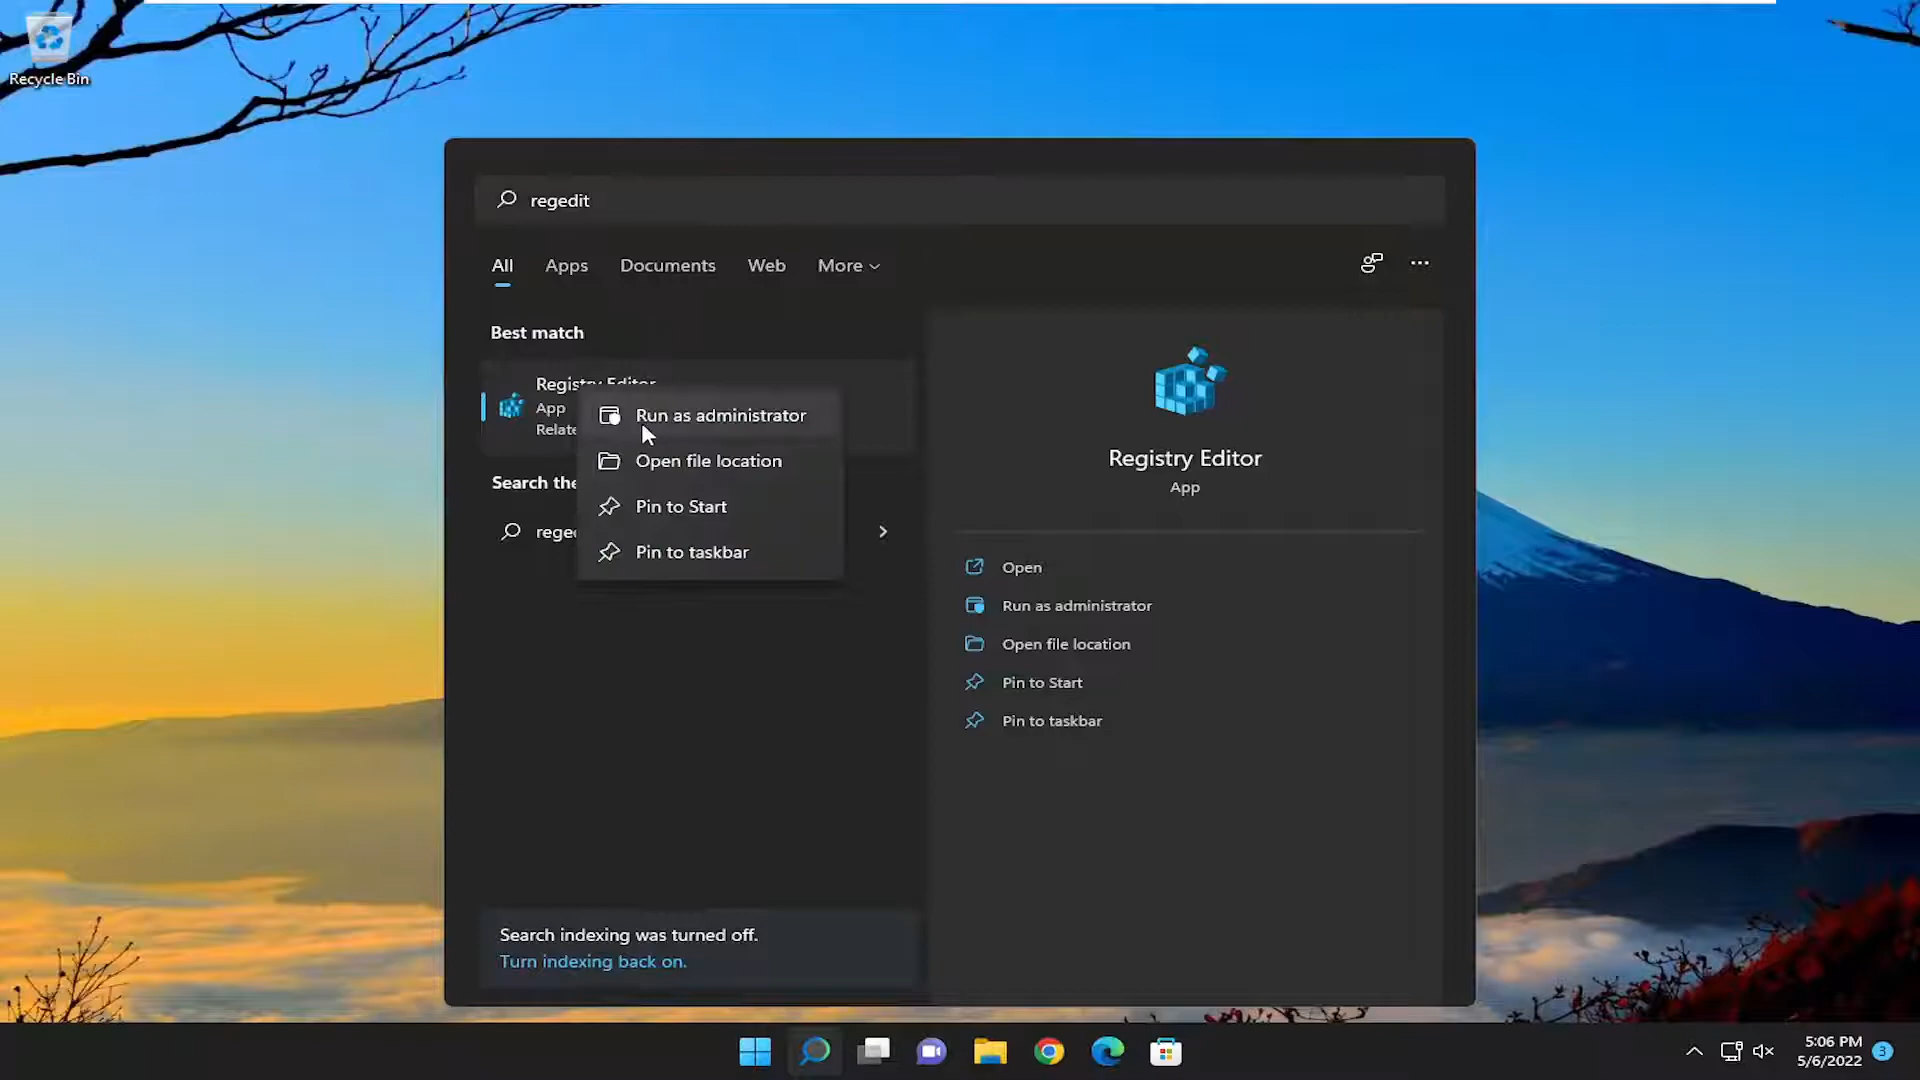 Recycle Bin
regedit
All Apps Documents Web More
Best match
Registry Editor
App
Run as administrator
Open file location
Pin to Start
Pin to taskbar
Registry Editor
App
Open
Run as administrator
Open file location
Pin to Start
Pin to taskbar
Search indexing was turned off.
Turn indexing back on.
5:06 PM
5/6/2022
3